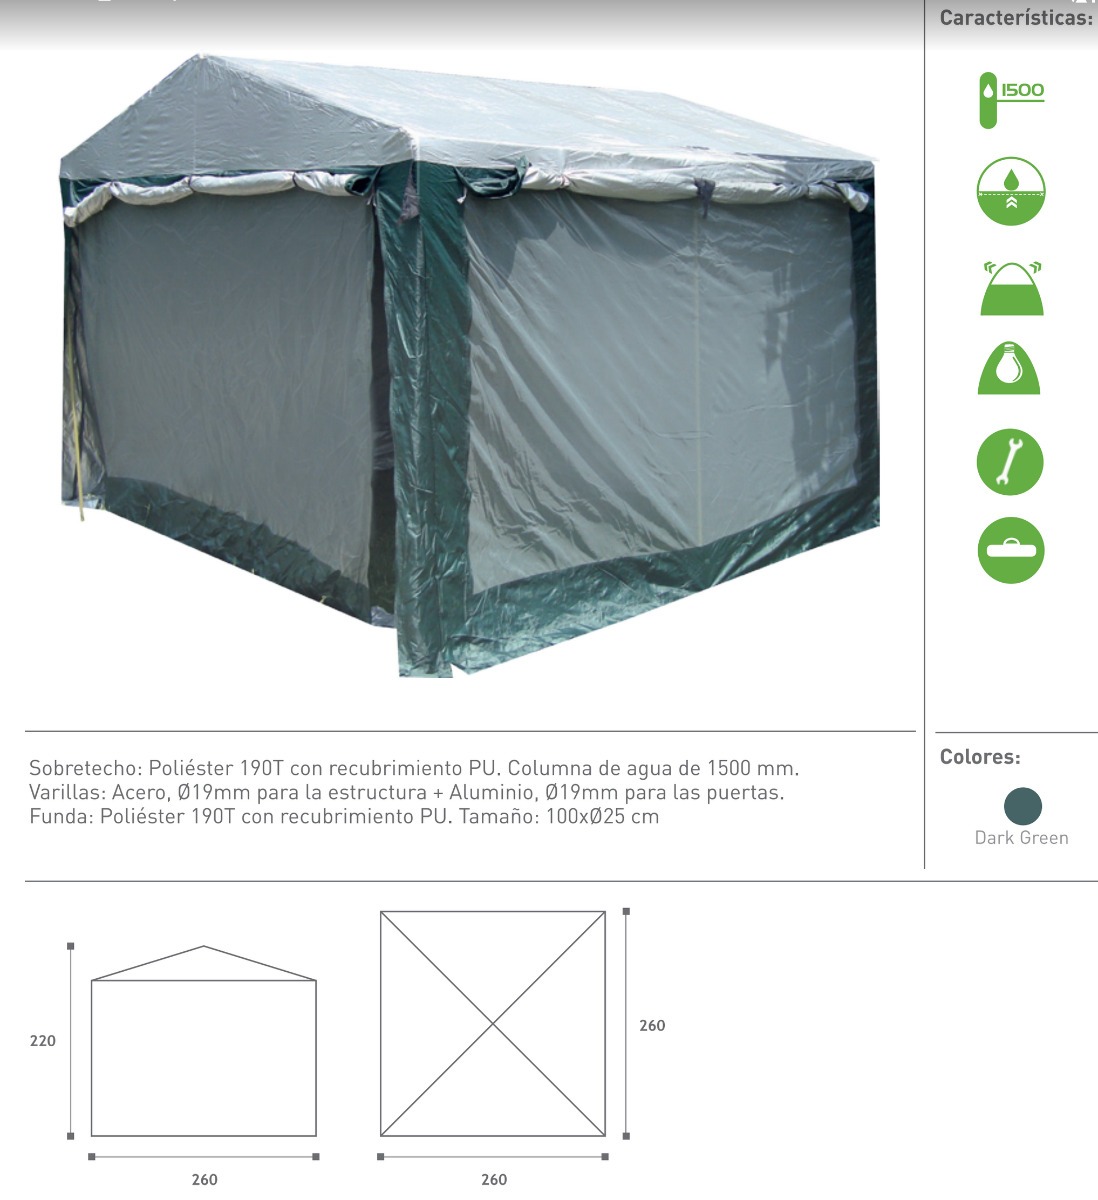 Características:
1500
Sobretecho: Poliéster 190T con recubrimiento PU. Columna de agua de 1500 mm.
Varillas: Acero, Ø19mm para la estructura + Aluminio, Ø19mm para las puertas.
Funda: Poliéster 190T con recubrimiento PU. Tamaño: 100xØ25 cm
Colores:
Dark Green
220
260
260
260